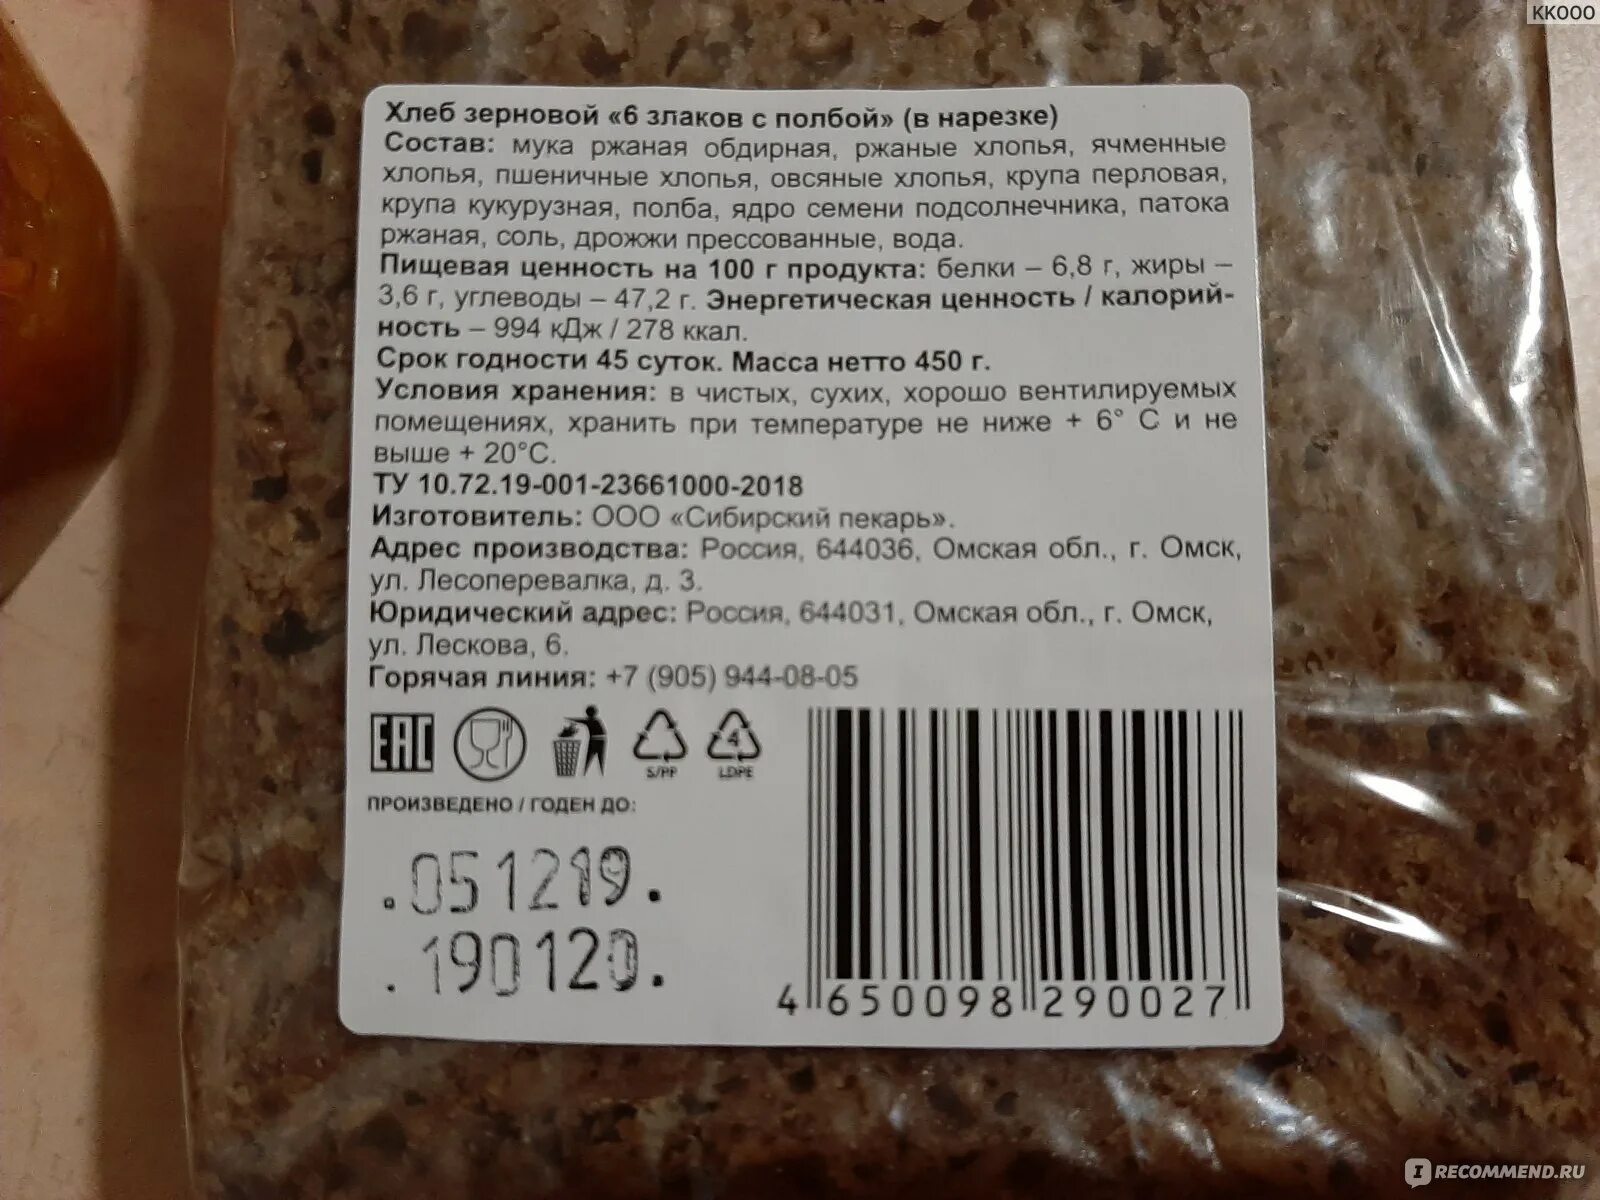 KKOOO
Хлеб зерновой «6 злаков с полбой» (в нарезке)
Состав: мука ржаная обдирная, ржаные хлопья, ячменные
хлопья, пшеничные хлопья, овсяные хлопья, крупа перловая,
крупа кукурузная, полба, ядро семени подсолнечника, патока
ржаная, соль, дрожжи прессованные, вода.
Пищевая ценность на 100 г продукта: белки – 6,8 г, жиры –
3,6 г, углеводы – 47,2 г. Энергетическая ценность / калорий-
ность – 994 кДж / 278 ккал.
Срок годности 45 суток. Масса нетто 450 г.
Условия хранения: в чистых, сухих, хорошо вентилируемых
помещениях, хранить при температуре не ниже + 6° С и не
выше + 20°С.
ТУ 10.72.19-001-23661000-2018
Изготовитель: ООО «Сибирский пекарь».
Адрес производства: Россия, 644036, Омская обл., г. Омск,
ул. Лесоперевалка, д. 3.
Юридический адрес: Россия, 644031, Омская обл., г. Омск,
ул. Лескова, 6.
Горячая линия: +7 (905) 944-08-05
EAC
5/PP
4
LDPE
ПРОИЗВЕДЕНО / ГОДЕН ДО:
.051219.
.190120.
4 650098 290027
RECOMMEND.RU